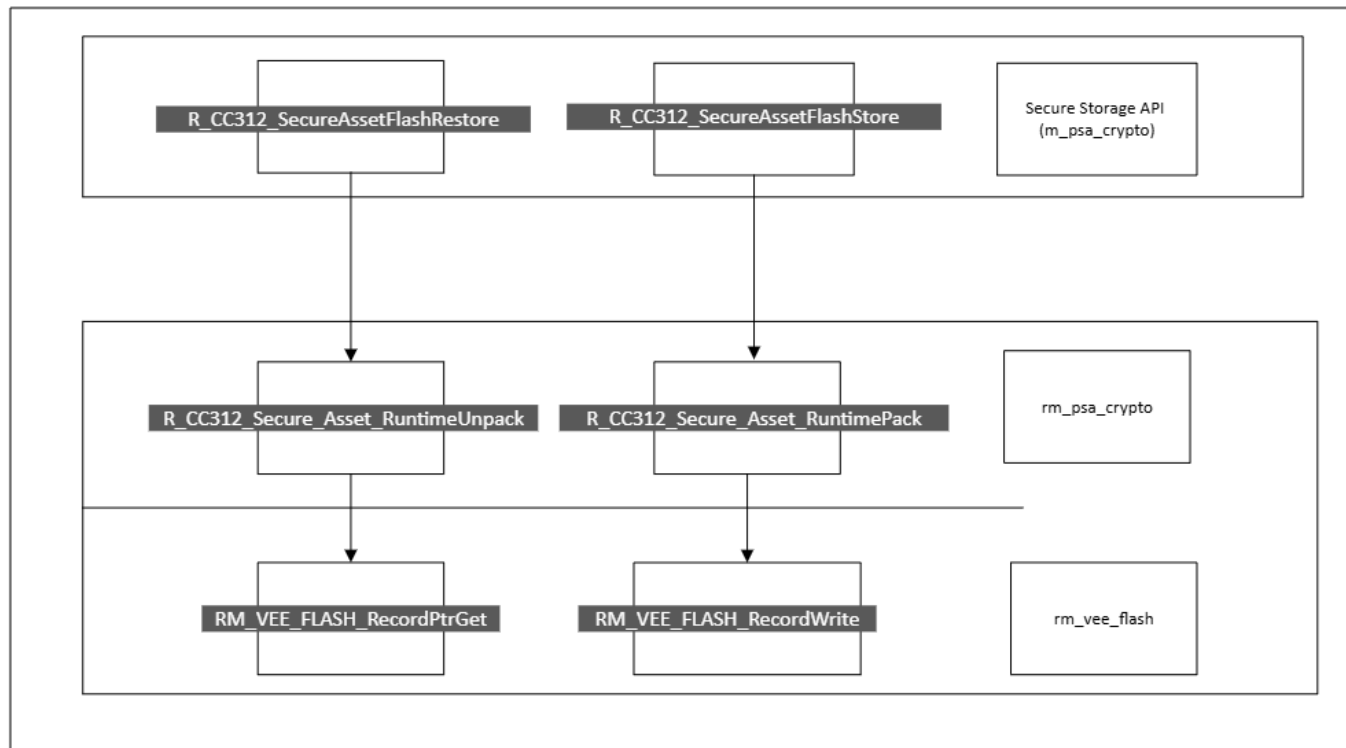 R_CC312_SecureAssetFlashRestore
R_CC312_SecureAssetFlashStore
Secure Storage API
(m_psa_crypto)
R_CC312_Secure_Asset_RuntimeUnpack
R_CC312_Secure_Asset_RuntimePack
rm_psa_crypto
RM_VEE_FLASH_RecordPtrGet
RM_VEE_FLASH_RecordWrite
rm_vee_flash